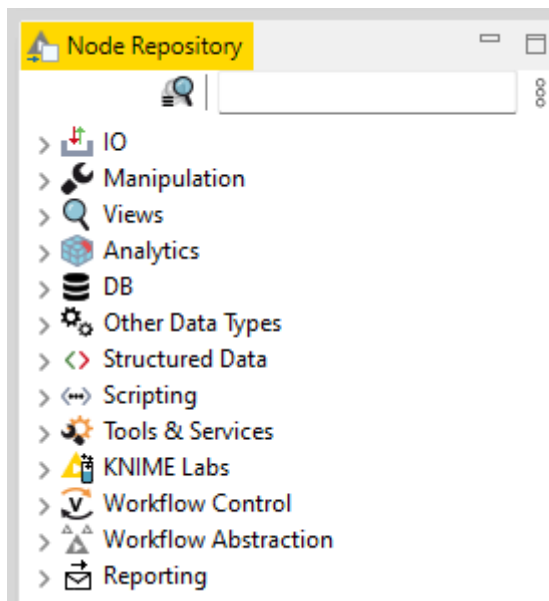 Node Repository
IO
Manipulation
Views
Analytics
DB
Other Data Types
Structured Data
Scripting
Tools & Services
KNIME Labs
Workflow Control
Workflow Abstraction
Reporting